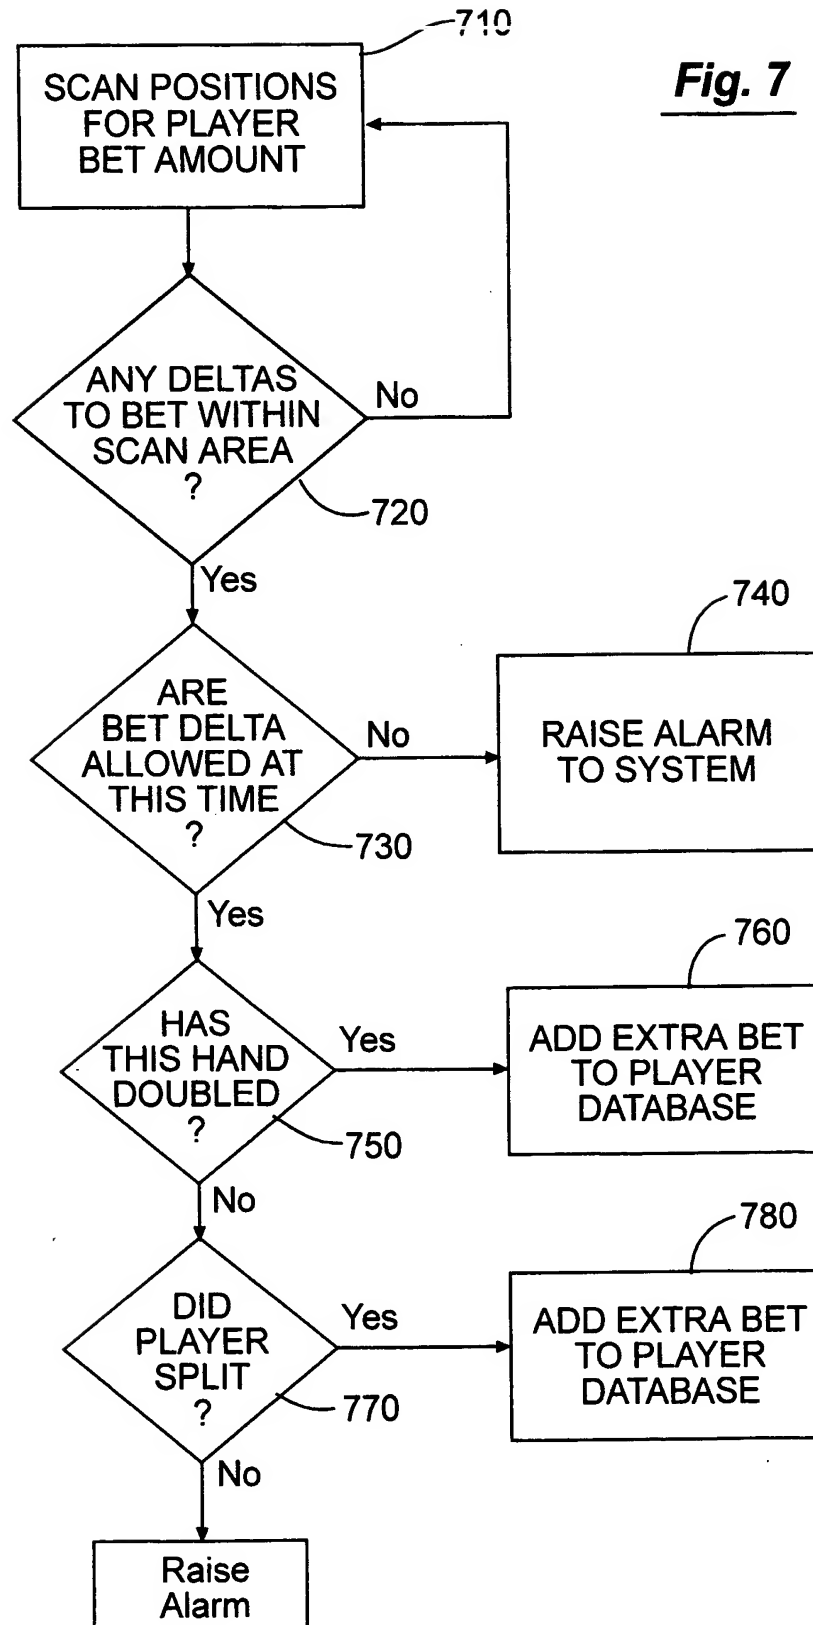 710
Fig. 7
SCAN POSITIONS
FOR PLAYER
BET AMOUNT
ANY DELTAS
TO BET WITHIN
SCAN AREA
?
No
720
Yes
740
ARE
BET DELTA
ALLOWED AT
THIS TIME
?
No
730
RAISE ALARM
TO SYSTEM
Yes
760
HAS
THIS HAND
DOUBLED
?
Yes
750
ADD EXTRA BET
TO PLAYER
DATABASE
No
780
DID
PLAYER
SPLIT
?
Yes
770
ADD EXTRA BET
TO PLAYER
DATABASE
No
Raise
Alarm